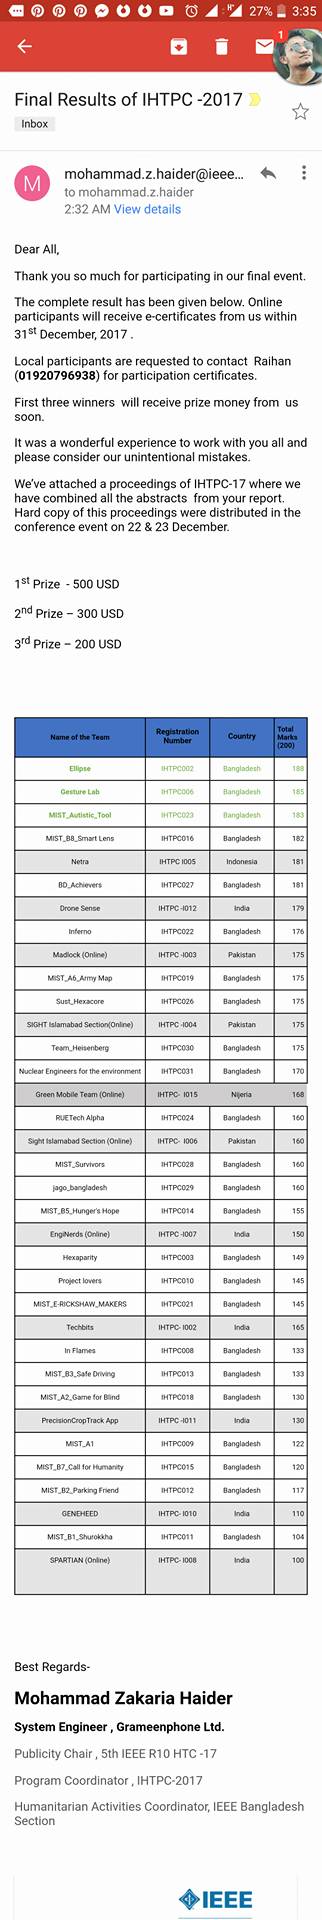 27% 3:35
1
Final Results of IHTPC -2017
Inbox
M
mohammad.z.haider@ieee...
to mohammad.z.haider
2:32 AM View details
Dear All,
Thank you so much for participating in our final event.
The complete result has been given below. Online
participants will receive e-certificates from us within
31st December, 2017 .
Local participants are requested to contact Raihan
(01920796938) for participation certificates.
First three winners will receive prize money from us
soon.
It was a wonderful experience to work with you all and
please consider our unintentional mistakes.
We've attached a proceedings of IHTPC-17 where we
have combined all the abstracts from your report.
Hard copy of this proceedings were distributed in the
conference event on 22 & 23 December.
1st Prize - 500 USD
2nd Prize – 300 USD
3rd Prize – 200 USD
Name of the Team Registration Number Country Total Marks (200)
Ellipse IHTPC002 Bangladesh 188
Gesture Lab IHTPC006 Bangladesh 185
MIST_Autistic_Tool IHTPC023 Bangladesh 183
MIST_B8_Smart Lens IHTPC016 Bangladesh 182
Netra IHTPC I005 Indonesia 181
BD_Achievers IHTPC027 Bangladesh 181
Drone Sense IHTPC -I012 India 179
Inferno IHTPC022 Bangladesh 176
Madlock (Online) IHTPC -I003 Pakistan 175
MIST_A6_Army Map IHTPC019 Bangladesh 175
Sust_Hexacore IHTPC026 Bangladesh 175
SIGHT Islamabad Section(Online) IHTPC -I004 Pakistan 175
Team_Heisenberg IHTPC030 Bangladesh 175
Nuclear Engineers for the environment IHTPC031 Bangladesh 170
Green Mobile Team (Online) IHTPC- I015 Nijeria 168
RUETech Alpha IHTPC024 Bangladesh 160
Sight Islamabad Section (Online) IHTPC- I006 Pakistan 160
MIST_Survivors IHTPC028 Bangladesh 160
jago_bangladesh IHTPC029 Bangladesh 160
MIST_B5_Hunger's Hope IHTPC014 Bangladesh 155
EngiNerds (Online) IHTPC -I007 India 150
Hexaparity IHTPC003 Bangladesh 149
Project lovers IHTPC010 Bangladesh 145
MIST_E-RICKSHAW_MAKERS IHTPC021 Bangladesh 145
Techbits IHTPC- I002 India 165
In Flames IHTPC008 Bangladesh 133
MIST_B3_Safe Driving IHTPC013 Bangladesh 133
MIST_A2_Game for Blind IHTPC018 Bangladesh 130
PrecisionCropTrack App IHTPC -I011 India 130
MIST_A1 IHTPC009 Bangladesh 122
MIST_B7_Call for Humanity IHTPC015 Bangladesh 120
MIST_B2_Parking Friend IHTPC012 Bangladesh 117
GENEHEED IHTPC- I010 India 110
MIST_B1_Shurokkha IHTPC011 Bangladesh 104
SPARTIAN (Online) IHTPC- I008 India 100
Best Regards-
Mohammad Zakaria Haider
System Engineer , Grameenphone Ltd.
Publicity Chair , 5th IEEE R10 HTC -17
Program Coordinator , IHTPC-2017
Humanitarian Activities Coordinator, IEEE Bangladesh
Section
IEEE